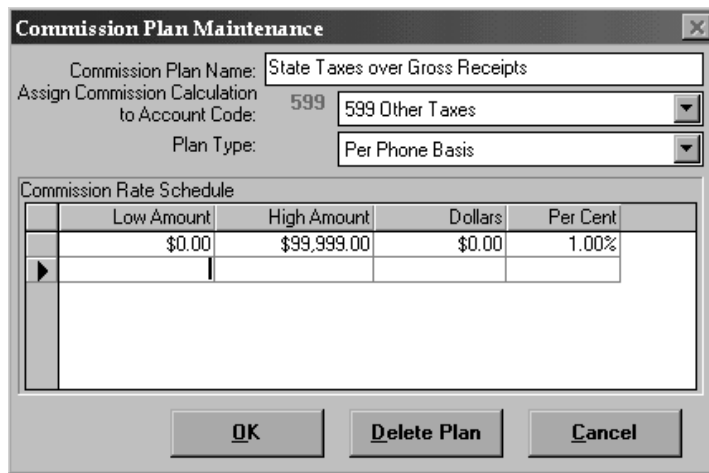 Commission Plan Maintenance
Commission Plan Name: State Taxes over Gross Receipts
Assign Commission Calculation
to Account Code: 599 599 Other Taxes
Plan Type: Per Phone Basis
Commission Rate Schedule
Low Amount High Amount Dollars Per Cent
$0.00 $99,999.00 $0.00 1.00%
OK Delete Plan Cancel